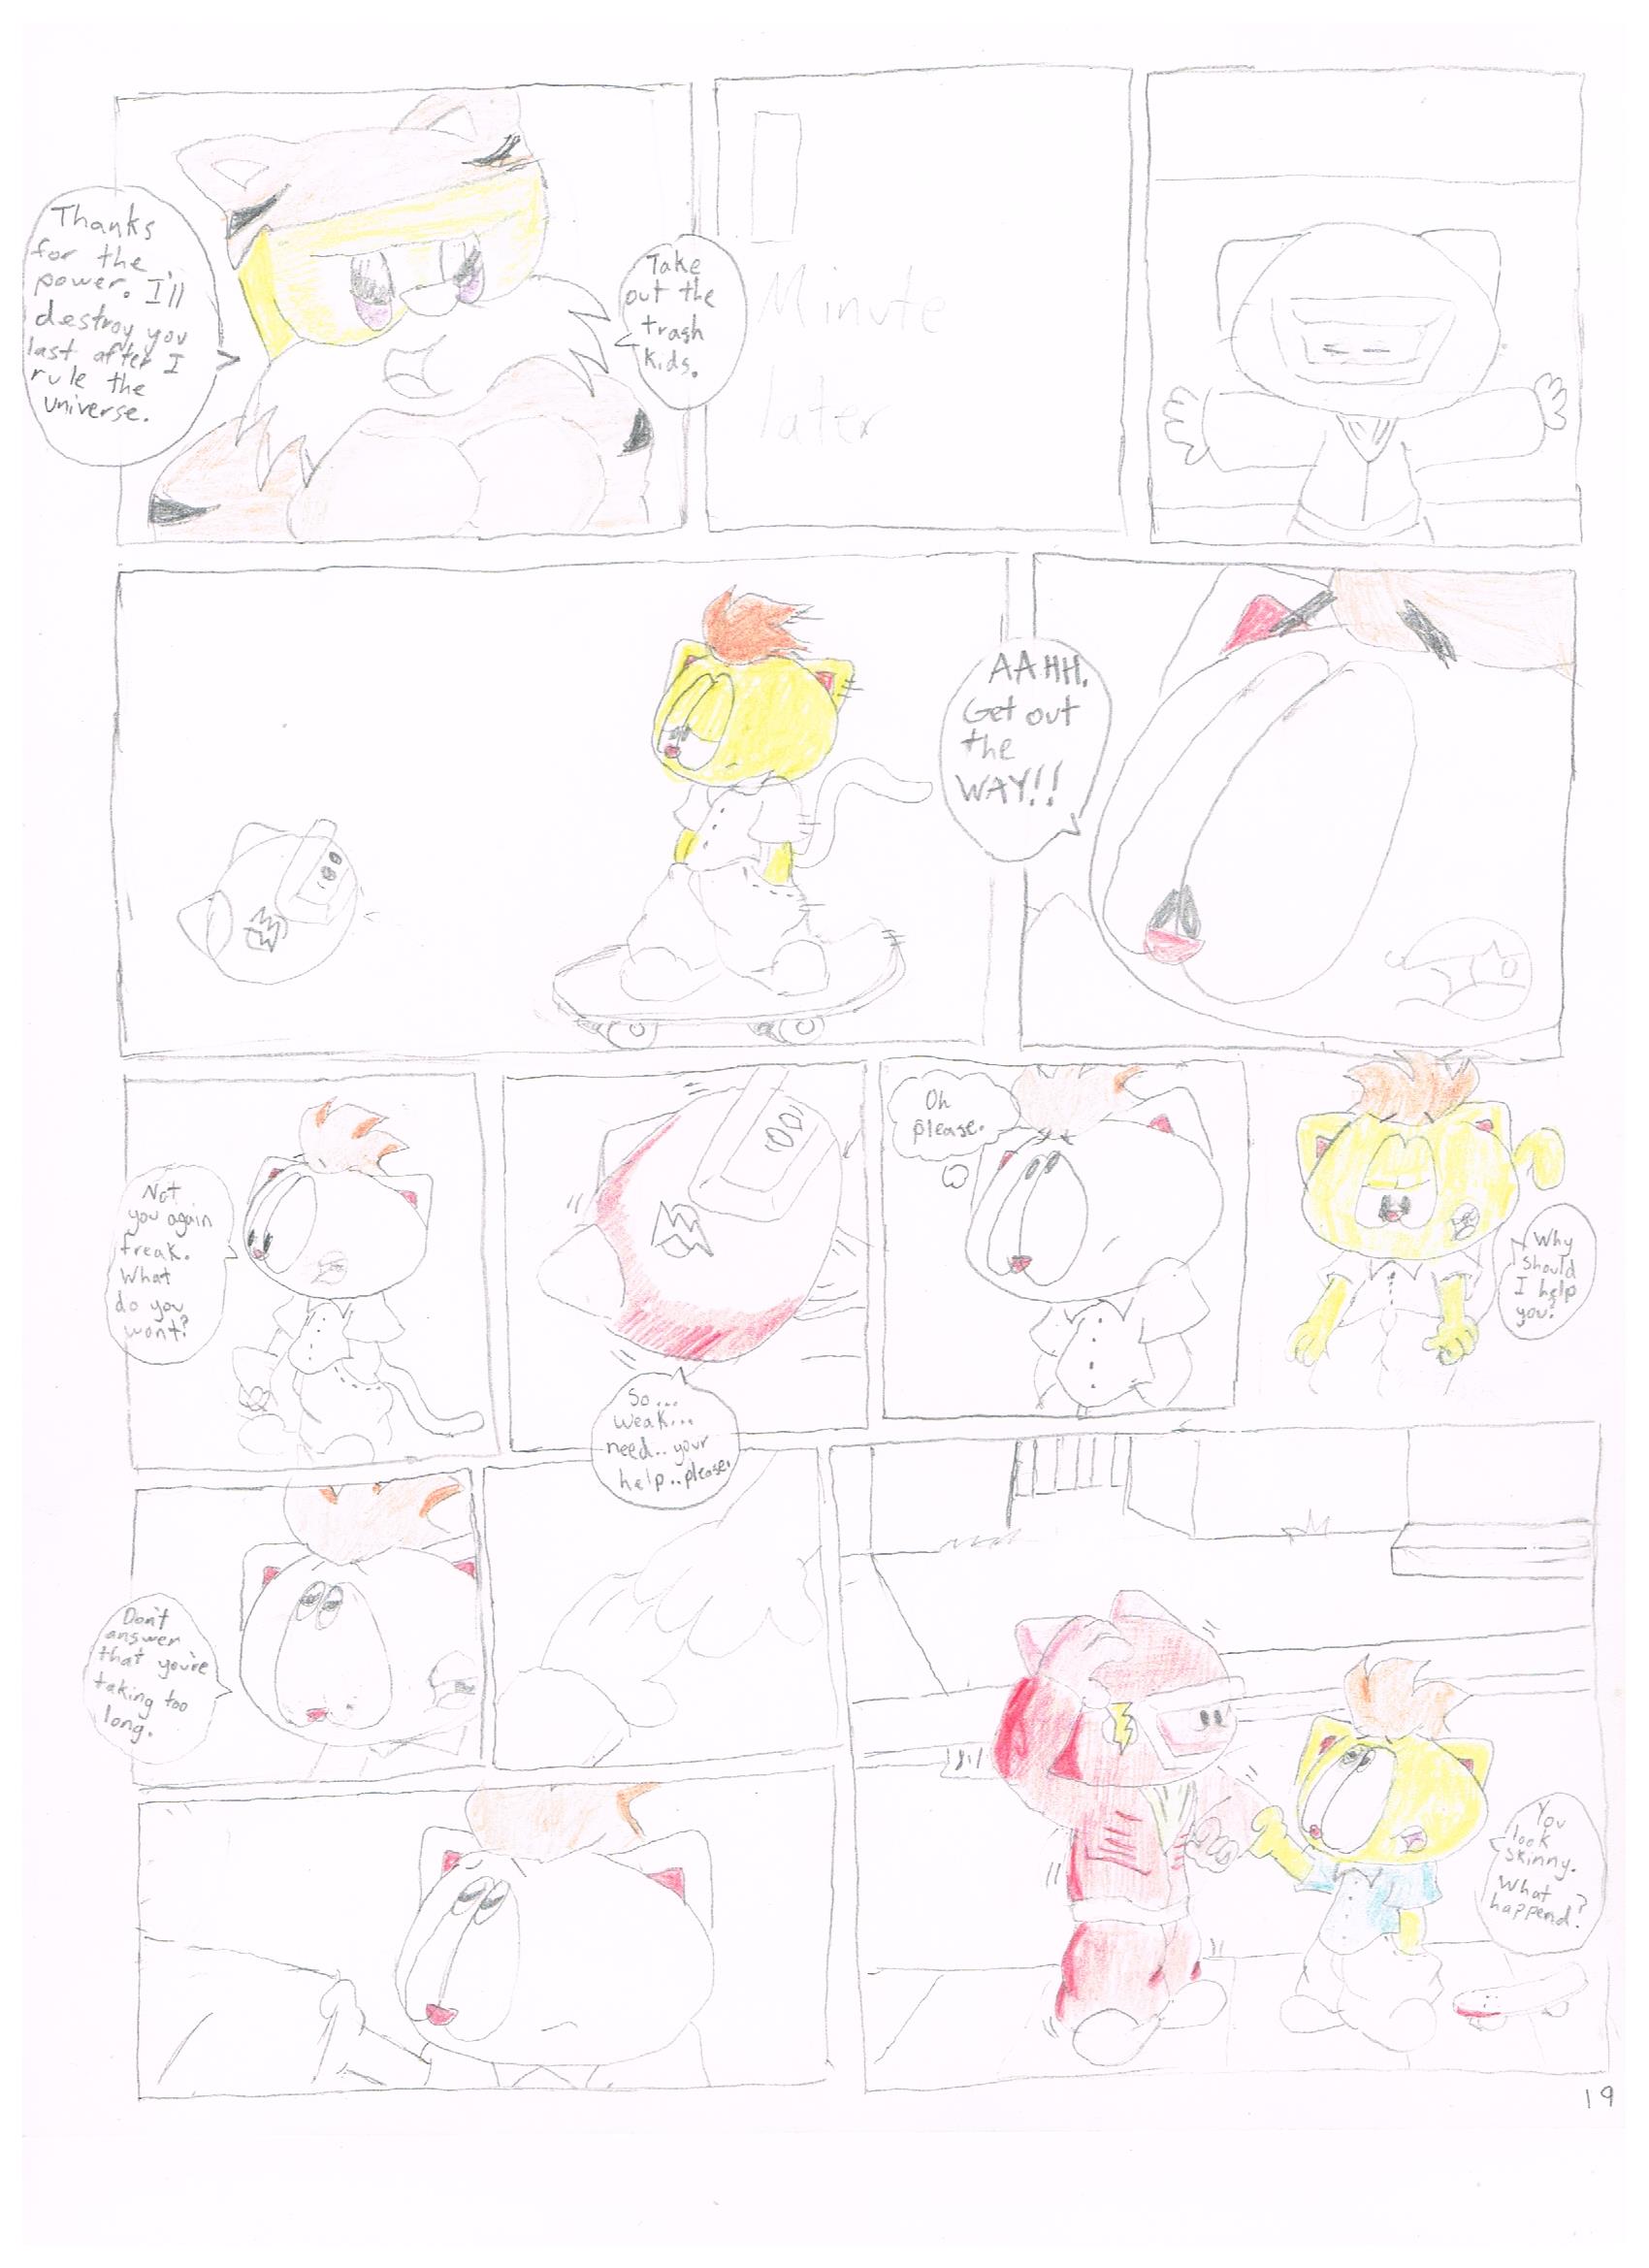 Thanks
for the
power. I'll
destroy you
last after I
rule the
universe.
Take
out the
trash
kids.
1
Minute
later
AAHH.
Get out
the
WAY!!
Not
you again
freak.
What
do you
wont?
So...
weak...
need..your
help..please.
Oh
please.
Why
should
I help
you?
Don't
answer
that you're
taking too
long.
You
look
skinny.
What
happend?
19